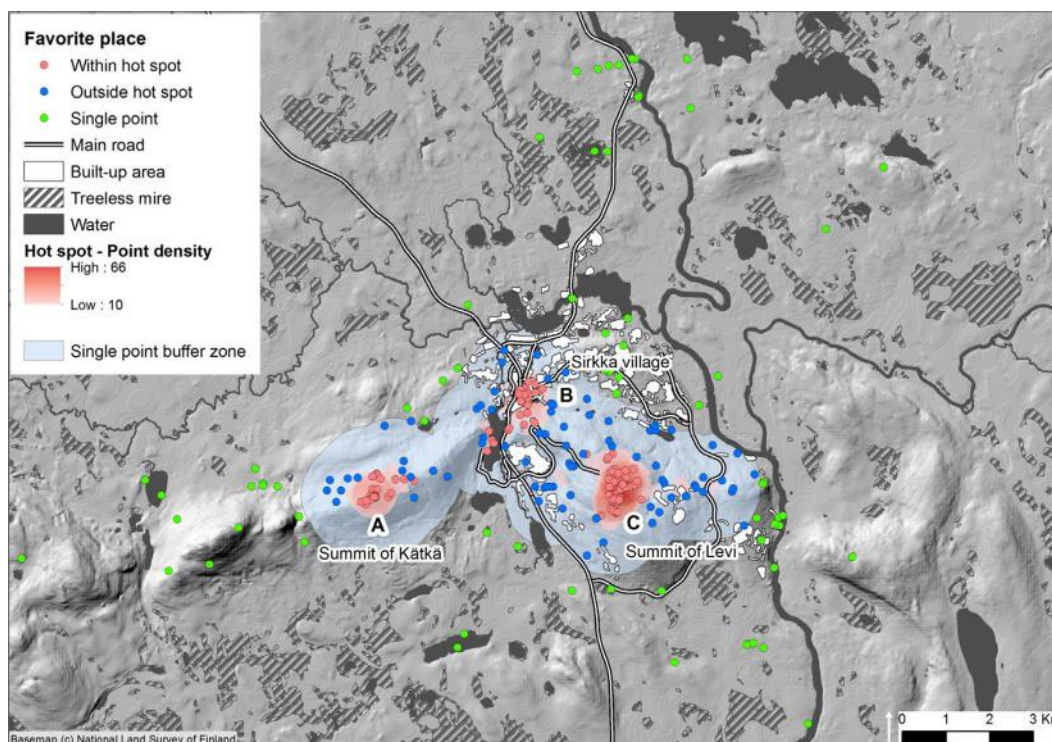 Favorite place
Within hot spot
Outside hot spot
Single point
Main road
Built-up area
Treeless mire
Water
Hot spot - Point density
High : 66
Low : 10
Single point buffer zone
Sirkka village
B
A
C
Summit of Kätkä
Summit of Levi
0 1 2 3 Km
Basemap (c) National Land Survey of Finland